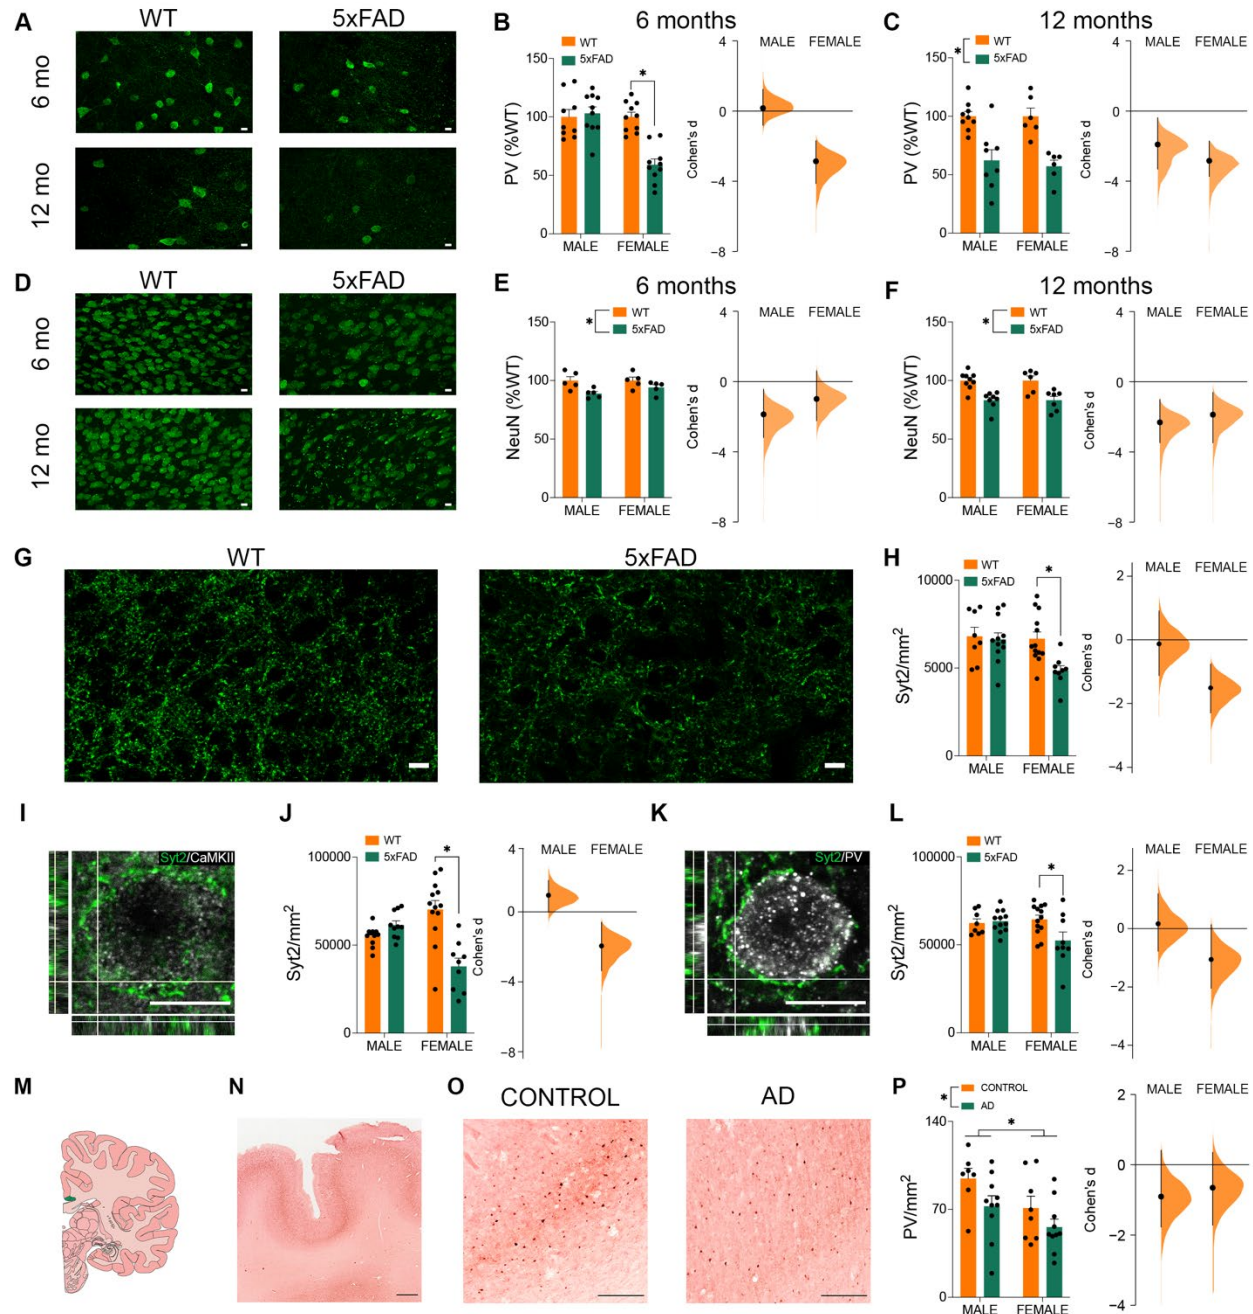 A
WT
5xFAD
6 mo
12 mo
B
6 months
WT
5xFAD
PV (%WT)
150
100
50
0
*
MALE
FEMALE
MALE
FEMALE
Cohen's d
4
0
−4
−8
C
12 months
* WT
5xFAD
PV (%WT)
150
100
50
0
MALE
FEMALE
MALE
FEMALE
Cohen's d
4
0
−4
−8
D
WT
5xFAD
6 mo
12 mo
E
6 months
* WT
5xFAD
NeuN (%WT)
150
100
50
0
MALE
FEMALE
MALE
FEMALE
Cohen's d
4
0
−4
−8
F
12 months
* WT
5xFAD
NeuN (%WT)
150
100
50
0
MALE
FEMALE
MALE
FEMALE
Cohen's d
4
0
−4
−8
G
WT
5xFAD
H
WT
5xFAD
*
Syt2/mm²
10000
5000
0
MALE
FEMALE
MALE
FEMALE
Cohen's d
2
0
−2
−4
I
Syt2/CaMKII
J
WT
5xFAD
*
Syt2/mm²
100000
50000
0
MALE
FEMALE
MALE
FEMALE
Cohen's d
4
0
−4
−8
K
Syt2/PV
L
WT
5xFAD
*
Syt2/mm²
100000
50000
0
MALE
FEMALE
MALE
FEMALE
Cohen's d
2
0
−2
−4
M
N
O
CONTROL
AD
P
* CONTROL
AD
*
PV/mm²
140
70
0
MALE
FEMALE
MALE
FEMALE
Cohen's d
2
0
−2
−4